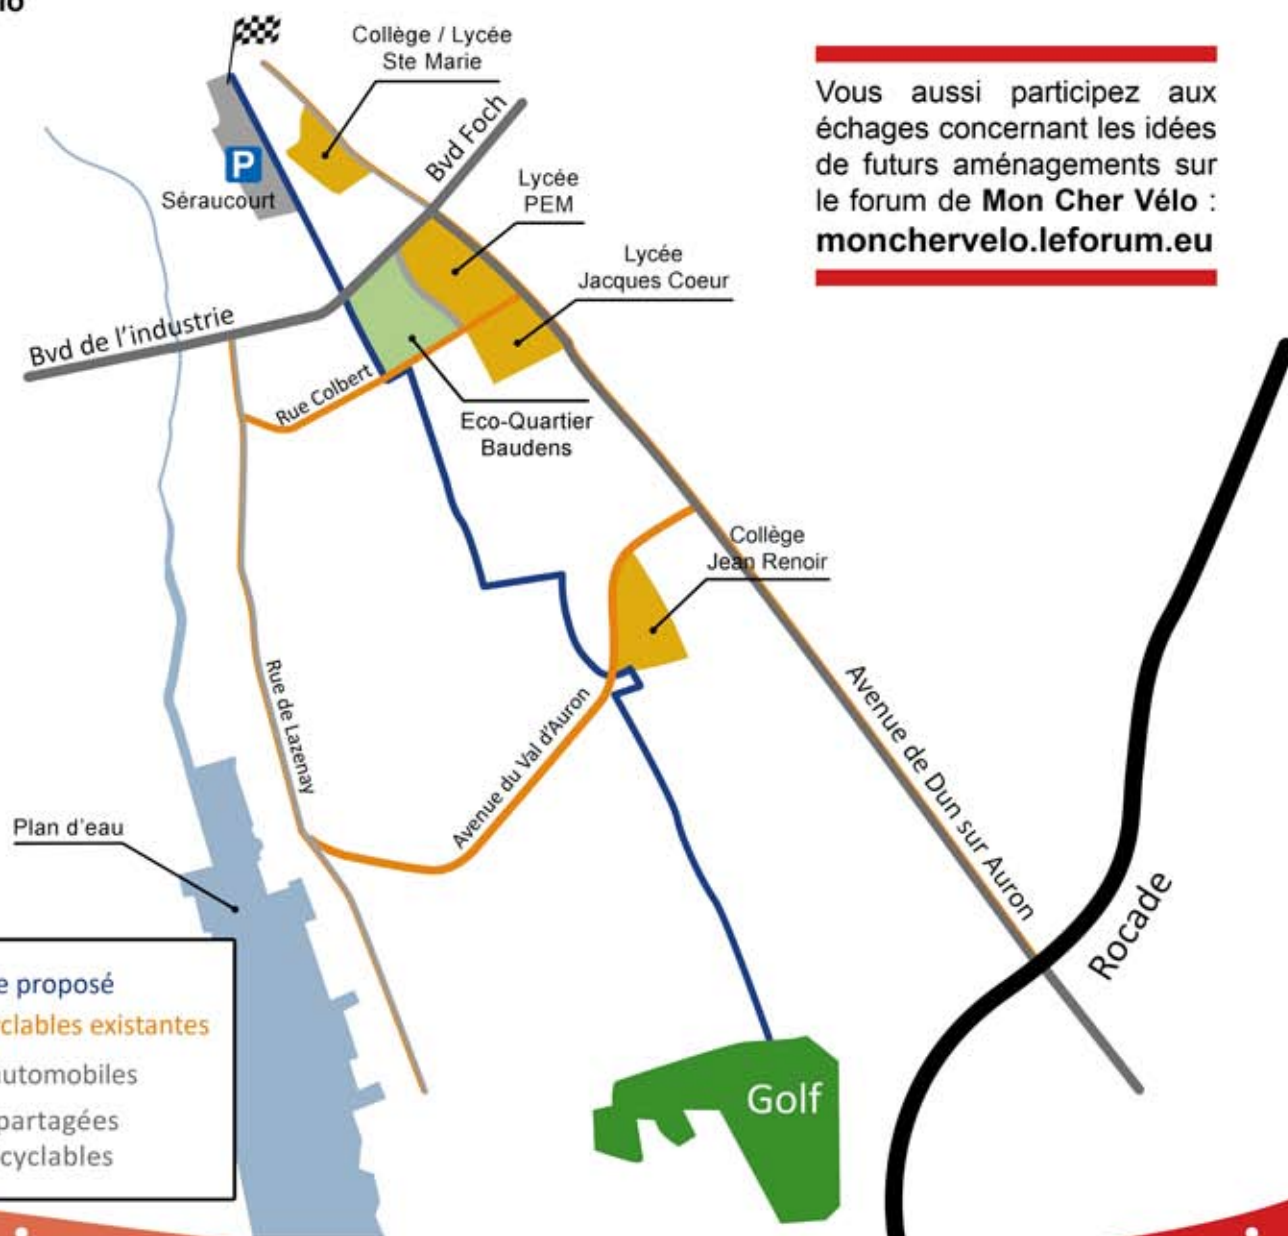 Collège / Lycée
Ste Marie
Bvd Foch
Vous aussi participez aux
échages concernant les idées
de futurs aménagements sur
le forum de Mon Cher Vélo :
monchervelo.leforum.eu
P
Séraucourt
Lycée
PEM
Lycée
Jacques Coeur
Bvd de l'industrie
Rue Colbert
Eco-Quartier
Baudens
Collège
Jean Renoir
Rue de Lazenay
Avenue du Val d'Auron
Avenue de Dun sur Auron
Plan d'eau
Rocade
e proposé
clables existantes
utomobiles
partagées
cyclables
Golf